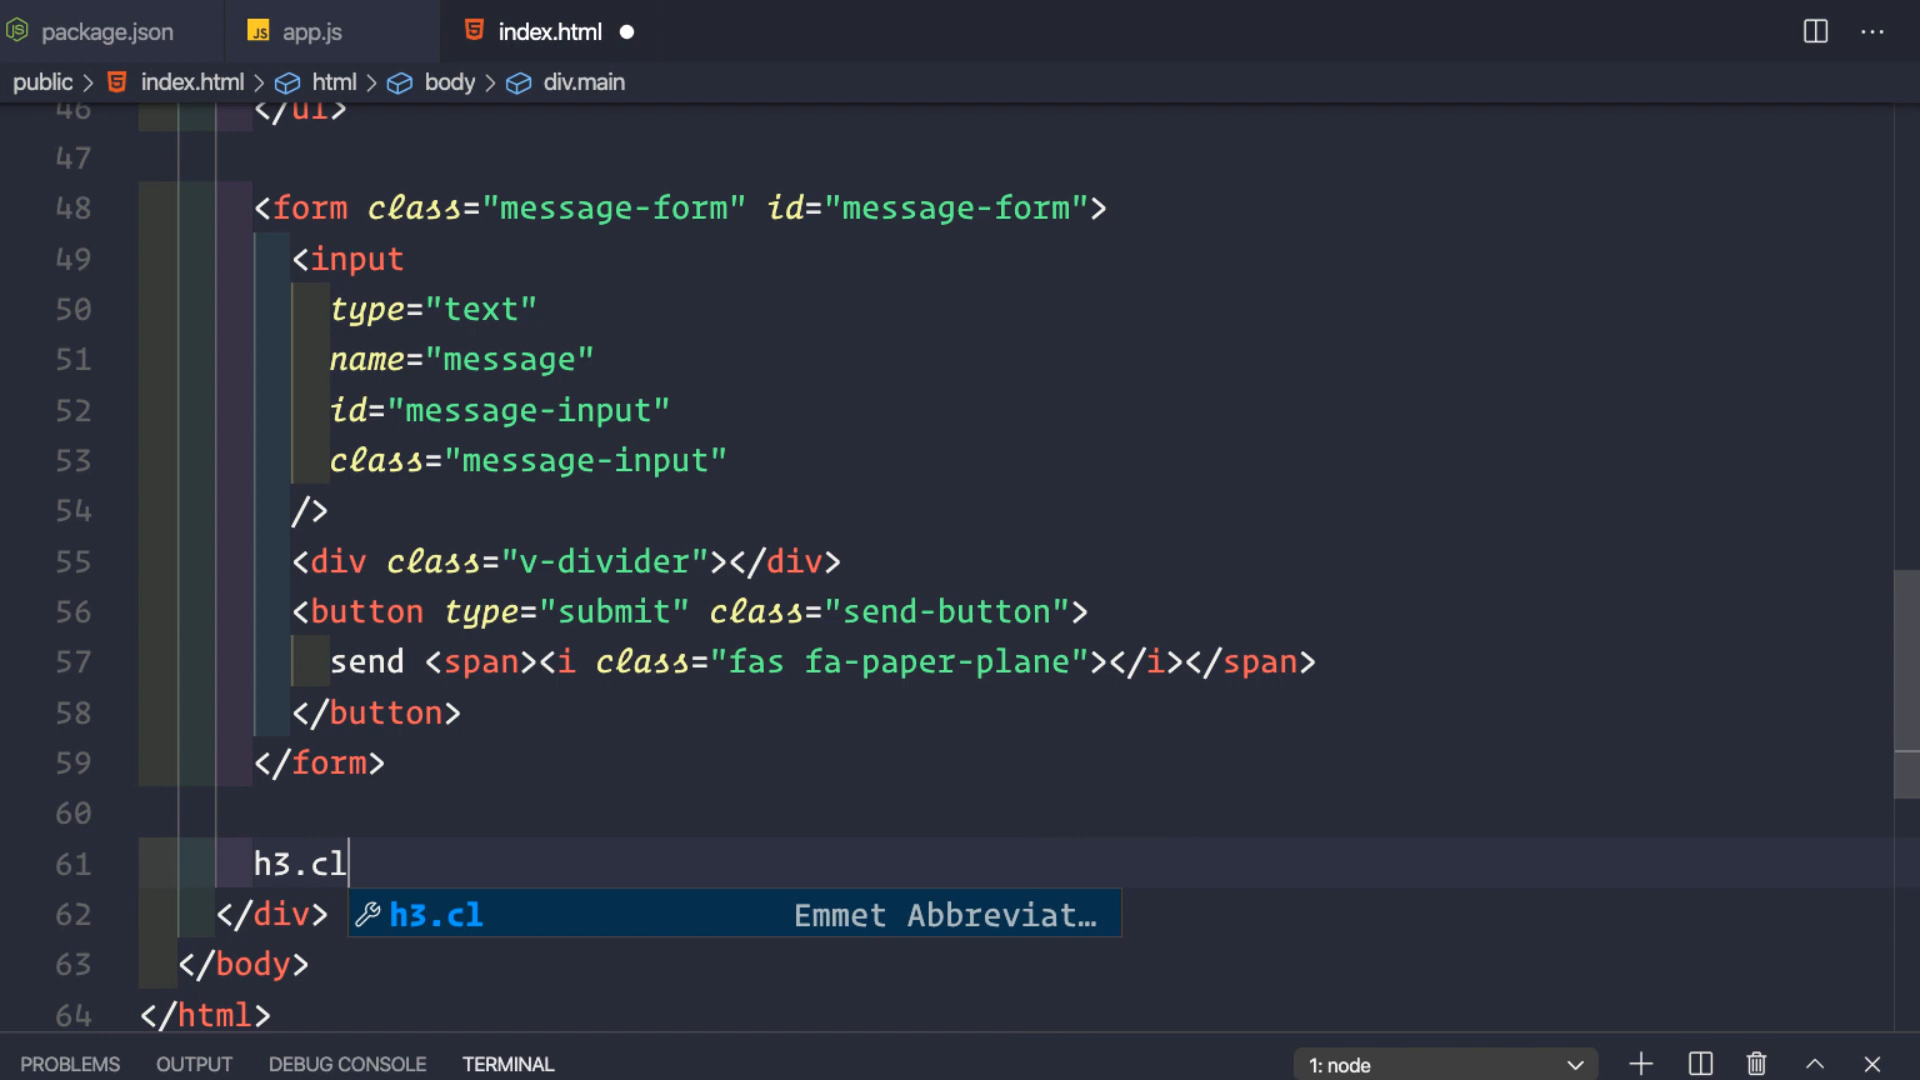 package.json JS app.js index.html
public > index.html > html > body > div.main
46 </ul>
47
48 <form class="message-form" id="message-form">
49 <input
50 type="text"
51 name="message"
52 id="message-input"
53 class="message-input"
54 />
55 <div class="v-divider"></div>
56 <button type="submit" class="send-button">
57 send <span><i class="fas fa-paper-plane"></i></span>
58 </button>
59 </form>
60
61 h3.cl
62 </div> h3.cl Emmet Abbreviat…
63 </body>
64 </html>
PROBLEMS OUTPUT DEBUG CONSOLE TERMINAL 1: node